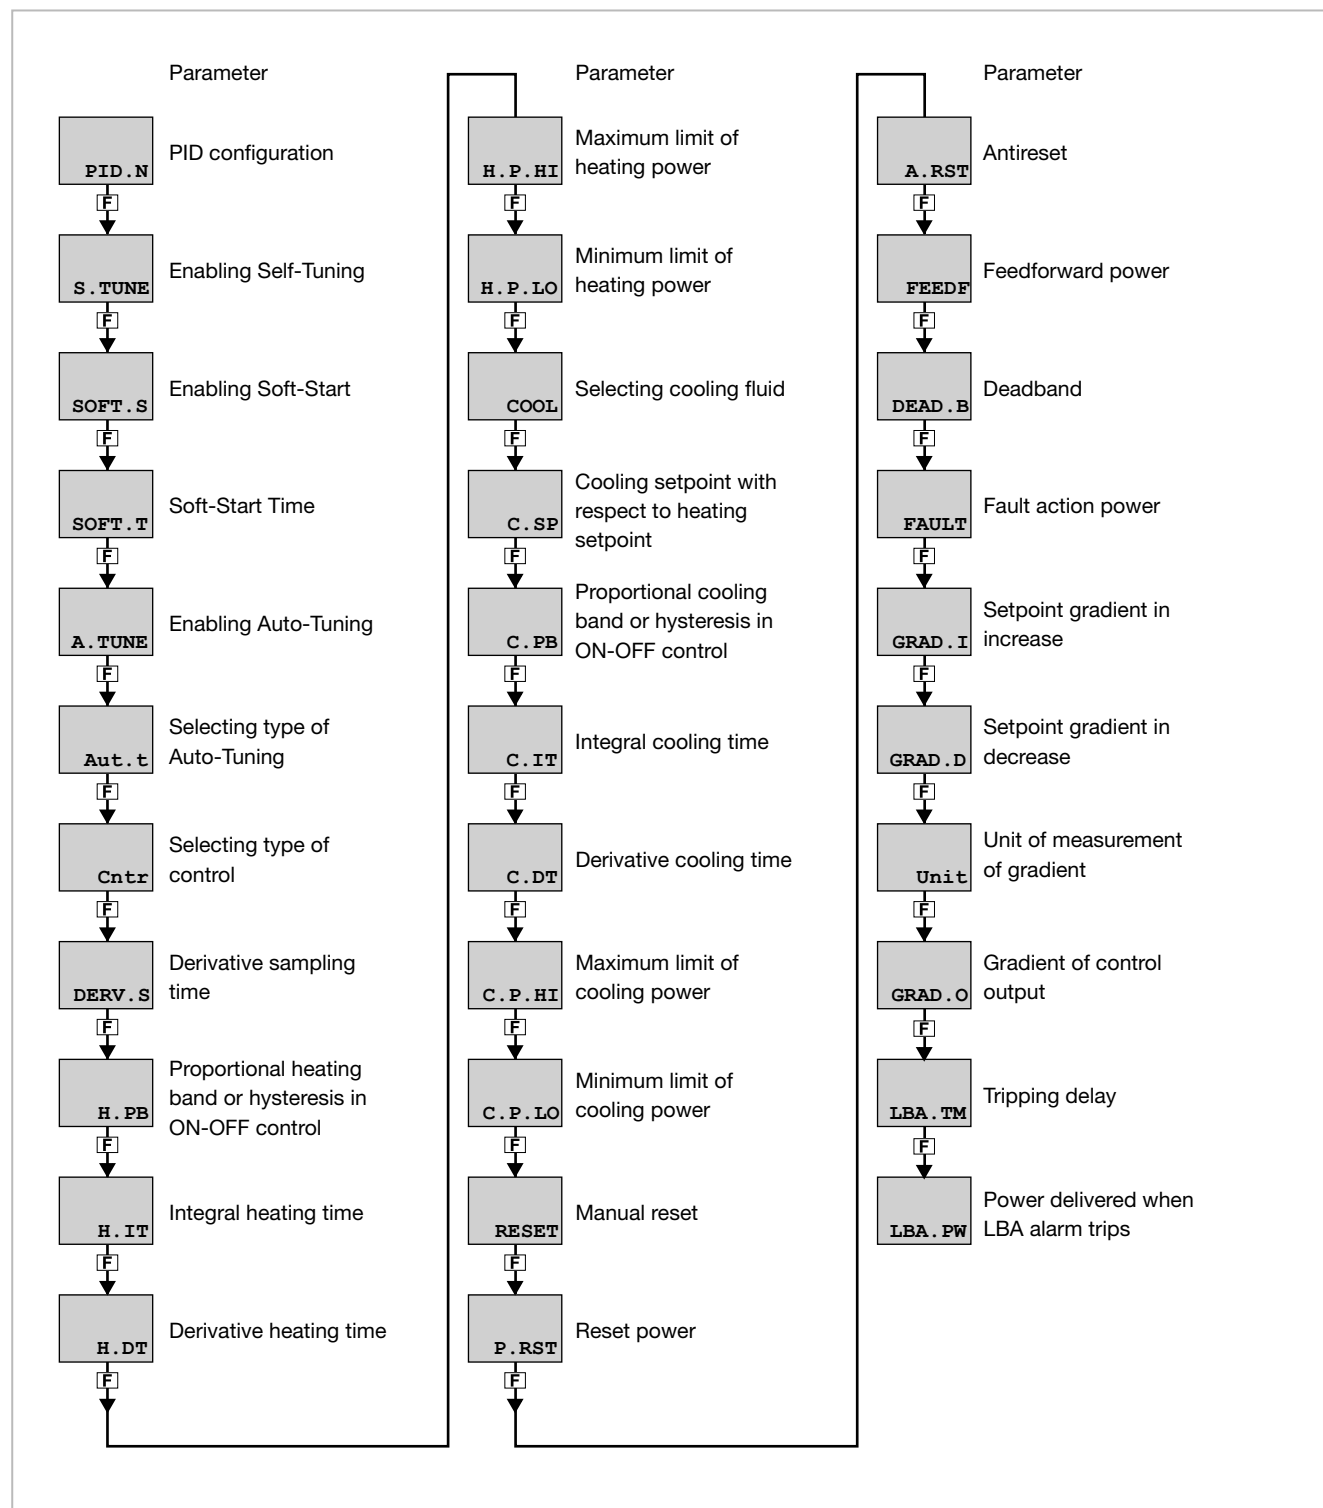 Parameter
PID.N
PID configuration
F
S.TUNE
Enabling Self-Tuning
F
SOFT.S
Enabling Soft-Start
F
SOFT.T
Soft-Start Time
F
A.TUNE
Enabling Auto-Tuning
F
Aut.t
Selecting type of
Auto-Tuning
F
Cntr
Selecting type of
control
F
DERV.S
Derivative sampling
time
F
H.PB
Proportional heating
band or hysteresis in
ON-OFF control
F
H.IT
Integral heating time
F
H.DT
Derivative heating time
F
Parameter
H.P.HI
Maximum limit of
heating power
F
H.P.LO
Minimum limit of
heating power
F
COOL
Selecting cooling fluid
F
C.SP
Cooling setpoint with
respect to heating
setpoint
F
C.PB
Proportional cooling
band or hysteresis in
ON-OFF control
F
C.IT
Integral cooling time
F
C.DT
Derivative cooling time
F
C.P.HI
Maximum limit of
cooling power
F
C.P.LO
Minimum limit of
cooling power
F
RESET
Manual reset
F
P.RST
Reset power
F
Parameter
A.RST
Antireset
F
FEEDF
Feedforward power
F
DEAD.B
Deadband
F
FAULT
Fault action power
F
GRAD.I
Setpoint gradient in
increase
F
GRAD.D
Setpoint gradient in
decrease
F
Unit
Unit of measurement
of gradient
F
GRAD.O
Gradient of control
output
F
LBA.TM
Tripping delay
F
LBA.PW
Power delivered when
LBA alarm trips